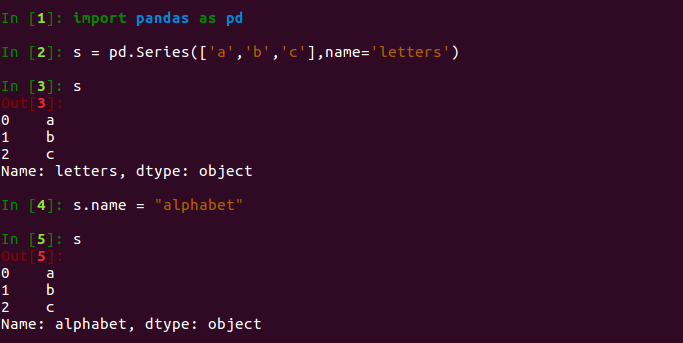 In [1]: import pandas as pd
In [2]: s = pd.Series(['a','b','c'],name='letters')
In [3]: s
Out[3]:
0    a
1    b
2    c
Name: letters, dtype: object
In [4]: s.name = "alphabet"
In [5]: s
Out[5]:
0    a
1    b
2    c
Name: alphabet, dtype: object